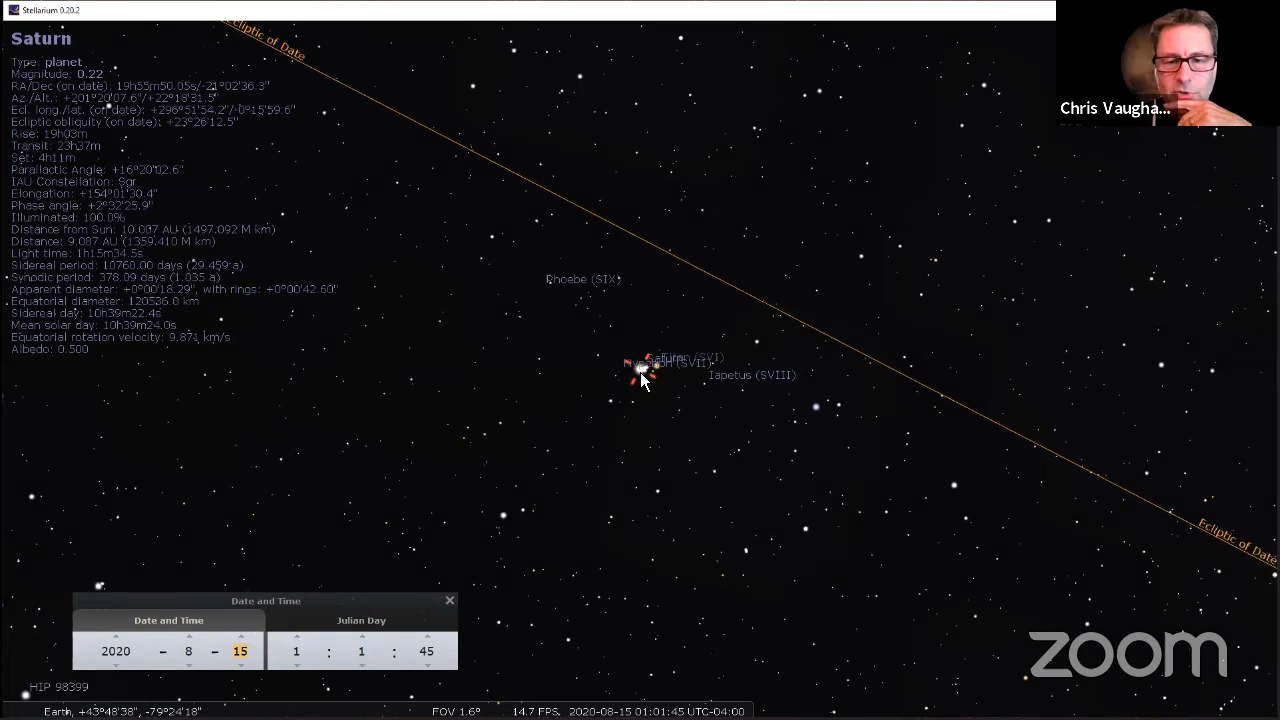 Stellarium 0.20.2
Ecliptic of Date
Saturn
Type: planet
Magnitude: 0.22
RA/Dec (on date): 19h55m50.05s/-21°02'36.3"
Az./Alt.: +201°20'07.6"/+22°18'31.5"
Ecl. long./lat. (on date): +296°51'54.2"/-0°15'59.6"
Ecliptic obliquity (on date): +23°26'12.5"
Rise: 19h03m
Transit: 23h37m
Set: 4h11m
Parallactic Angle: +16°20'02.6"
IAU Constellation: Sgr
Elongation: +154°01'30.4"
Phase angle: +2°32'25.9"
Illuminated: 100.0%
Distance from Sun: 10.007 AU (1497.092 M km)
Distance: 9.087 AU (1359.410 M km)
Light time: 1h15m34.5s
Sidereal period: 10760.00 days (29.459 a)
Synodic period: 378.09 days (1.035 a)
Apparent diameter: +0°00'18.29", with rings: +0°00'42.60"
Equatorial diameter: 120536.0 km
Sidereal day: 10h39m22.4s
Mean solar day: 10h39m24.0s
Equatorial rotation velocity: 9.871 km/s
Albedo: 0.500
Chris Vaugha...
Phoebe (SIX)
(SVI)
(SVII)
Iapetus (SVIII)
Ecliptic of Date
Date and Time
Date and Time Julian Day
2020 - 8 - 15 1 : 1 : 45
zoom
HIP 98399
Earth, +43°48'38", -79°24'18" FOV 1.6° 14.7 FPS 2020-08-15 01:01:45 UTC-04:00